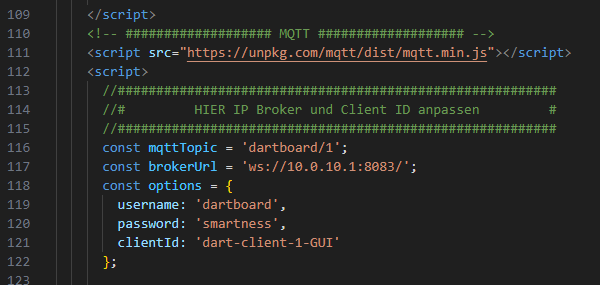 109 </script>
110 <!-- ################### MQTT ################### -->
111 <script src="https://unpkg.com/mqtt/dist/mqtt.min.js"></script>
112 <script>
113 //##########################################################
114 //# HIER IP Broker und Client ID anpassen #
115 //##########################################################
116 const mqttTopic = 'dartboard/1';
117 const brokerUrl = 'ws://10.0.10.1:8083/';
118 const options = {
119 username: 'dartboard',
120 password: 'smartness',
121 clientId: 'dart-client-1-GUI'
122 };
123